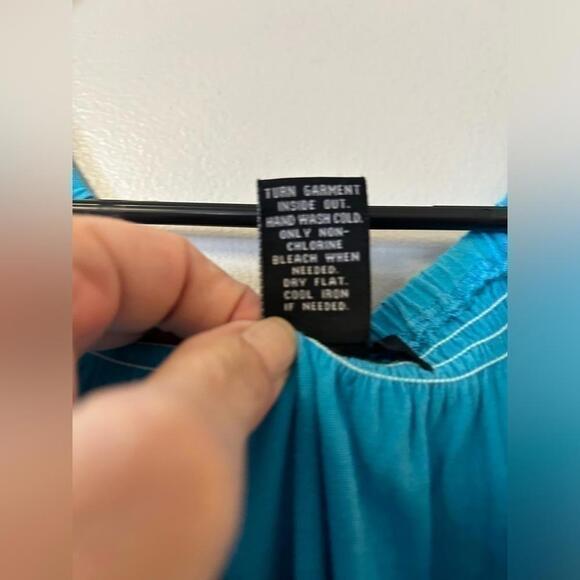 TURN GARMENT
INSIDE OUT.
HAND WASH COLD.
ONLY NON-
CHLORINE
BLEACH WHEN
NEEDED.
DRY FLAT.
COOL IRON
IF NEEDED.